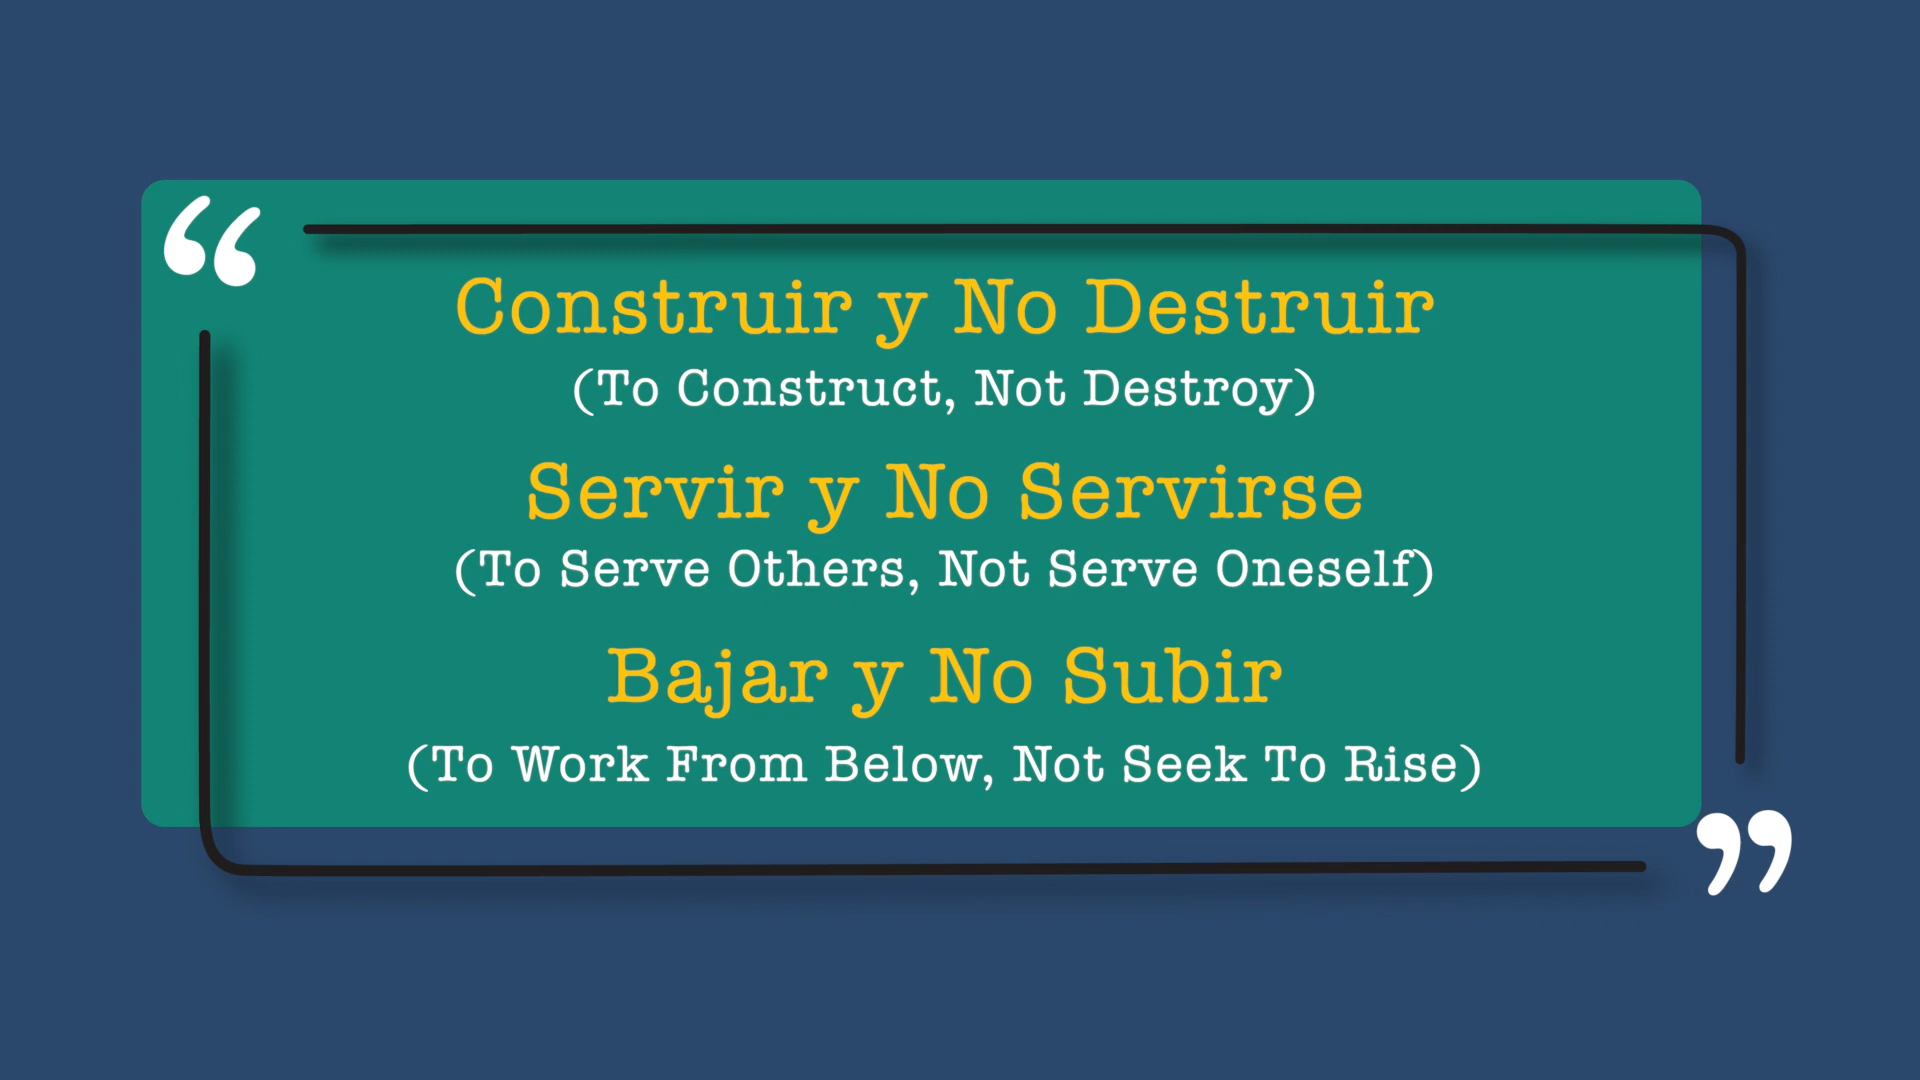 “
Construir y No Destruir
(To Construct, Not Destroy)
Servir y No Servirse
(To Serve Others, Not Serve Oneself)
Bajar y No Subir
(To Work From Below, Not Seek To Rise)
”